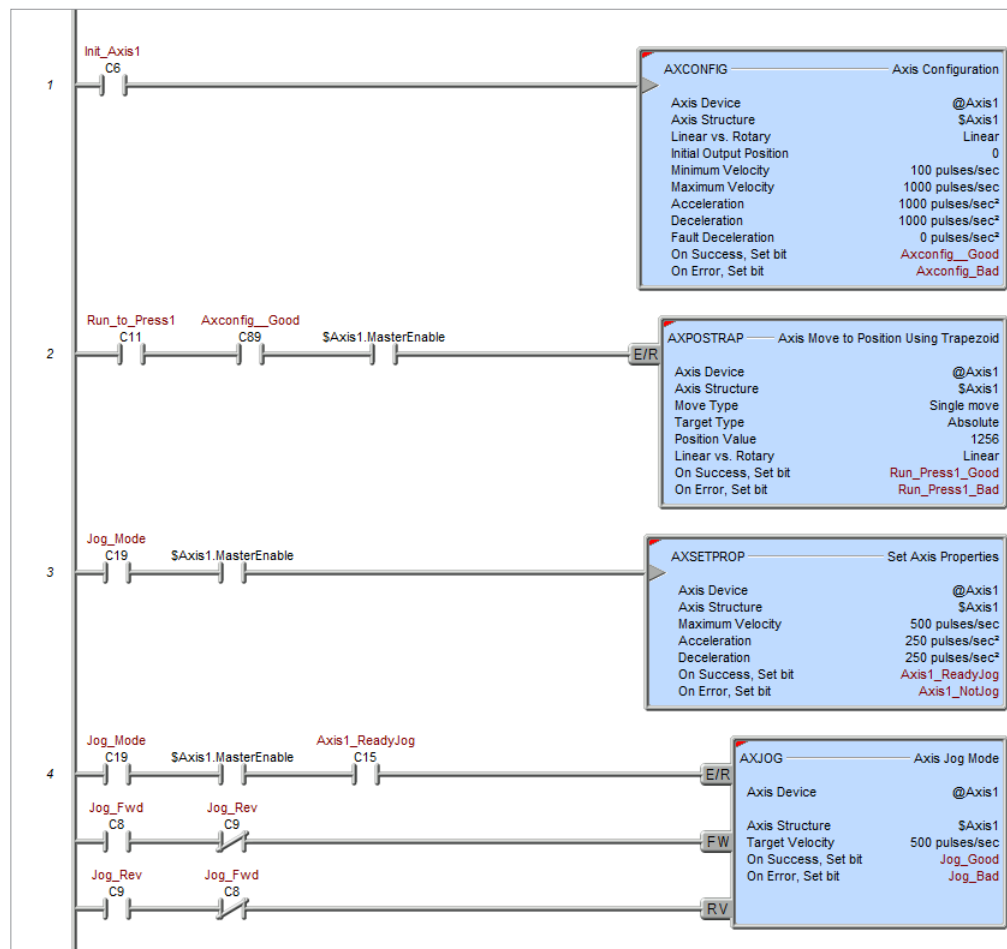 Init_Axis1
C6
1
AXCONFIG Axis Configuration
Axis Device @Axis1
Axis Structure $Axis1
Linear vs. Rotary Linear
Initial Output Position 0
Minimum Velocity 100 pulses/sec
Maximum Velocity 1000 pulses/sec
Acceleration 1000 pulses/sec²
Deceleration 1000 pulses/sec²
Fault Deceleration 0 pulses/sec²
On Success, Set bit Axconfig__Good
On Error, Set bit Axconfig_Bad
Run_to_Press1 Axconfig__Good
C11 C89 $Axis1.MasterEnable
2
E/R
AXPOSTRAP Axis Move to Position Using Trapezoid
Axis Device @Axis1
Axis Structure $Axis1
Move Type Single move
Target Type Absolute
Position Value 1256
Linear vs. Rotary Linear
On Success, Set bit Run_Press1_Good
On Error, Set bit Run_Press1_Bad
Jog_Mode
C19 $Axis1.MasterEnable
3
AXSETPROP Set Axis Properties
Axis Device @Axis1
Axis Structure $Axis1
Maximum Velocity 500 pulses/sec
Acceleration 250 pulses/sec²
Deceleration 250 pulses/sec²
On Success, Set bit Axis1_ReadyJog
On Error, Set bit Axis1_NotJog
Jog_Mode Axis1_ReadyJog
C19 $Axis1.MasterEnable C15
4
E/R
Jog_Fwd Jog_Rev
C8 C9
FW
Jog_Rev Jog_Fwd
C9 C8
RV
AXJOG Axis Jog Mode
Axis Device @Axis1
Axis Structure $Axis1
Target Velocity 500 pulses/sec
On Success, Set bit Jog_Good
On Error, Set bit Jog_Bad